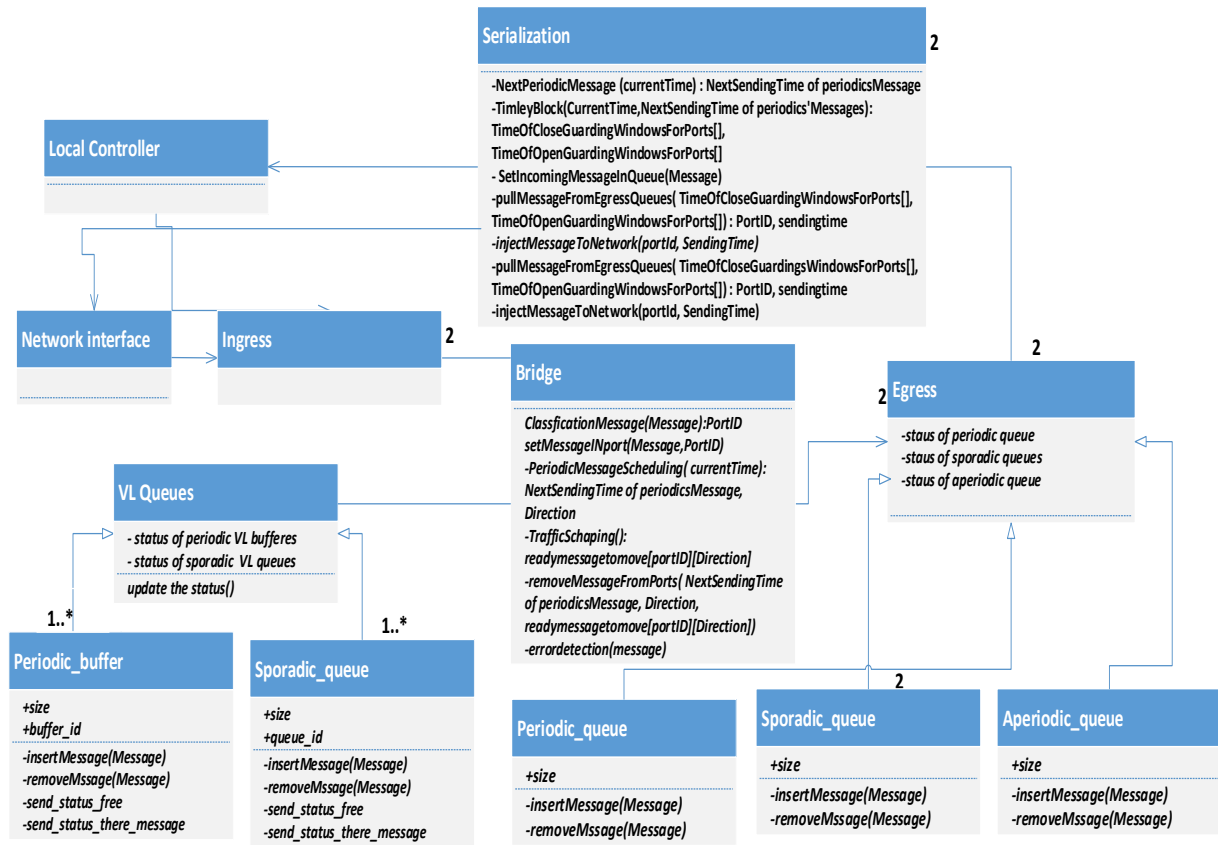 Serialization
2
-NextPeriodicMessage (currentTime) : NextSendingTime of periodicsMessage
-TimleyBlock(CurrentTime,NextSendingTime of periodics'Messages):
TimeOfCloseGuardingWindowsForPorts[],
TimeOfOpenGuardingWindowsForPorts[]
- SetIncomingMessageInQueue(Message)
-pullMessageFromEgressQueues( TimeOfCloseGuardingWindowsForPorts[],
TimeOfOpenGuardingWindowsForPorts[]) : PortID, sendingtime
-injectMessageToNetwork(portId, SendingTime)
-pullMessageFromEgressQueues( TimeOfCloseGuardingsWindowsForPorts[],
TimeOfOpenGuardingWindowsForPorts[]) : PortID, sendingtime
-injectMessageToNetwork(portId, SendingTime)
Local Controller
Network interface
Ingress
2
Bridge
ClassficationMessage(Message):PortID
setMessageINport(Message,PortID)
-PeriodicMessageScheduling( currentTime):
NextSendingTime of periodicsMessage,
Direction
-TrafficSchaping():
readymessagetomove[portID][Direction]
-removeMessageFromPorts( NextSendingTime
of periodicsMessage, Direction,
readymessagetomove[portID][Direction])
-errordetection(message)
2
2
Egress
-staus of periodic queue
-staus of sporadic queues
-staus of aperiodic queue
VL Queues
- status of periodic VL bufferes
- status of sporadic VL queues
update the status()
1..*
1..*
Periodic_buffer
+size
+buffer_id
-insertMessage(Message)
-removeMssage(Message)
-send_status_free
-send_status_there_message
Sporadic_queue
+size
+queue_id
-insertMessage(Message)
-removeMssage(Message)
-send_status_free
-send_status_there_message
Periodic_queue
+size
-insertMessage(Message)
-removeMssage(Message)
2
Sporadic_queue
+size
-insertMessage(Message)
-removeMssage(Message)
Aperiodic_queue
+size
-insertMessage(Message)
-removeMssage(Message)